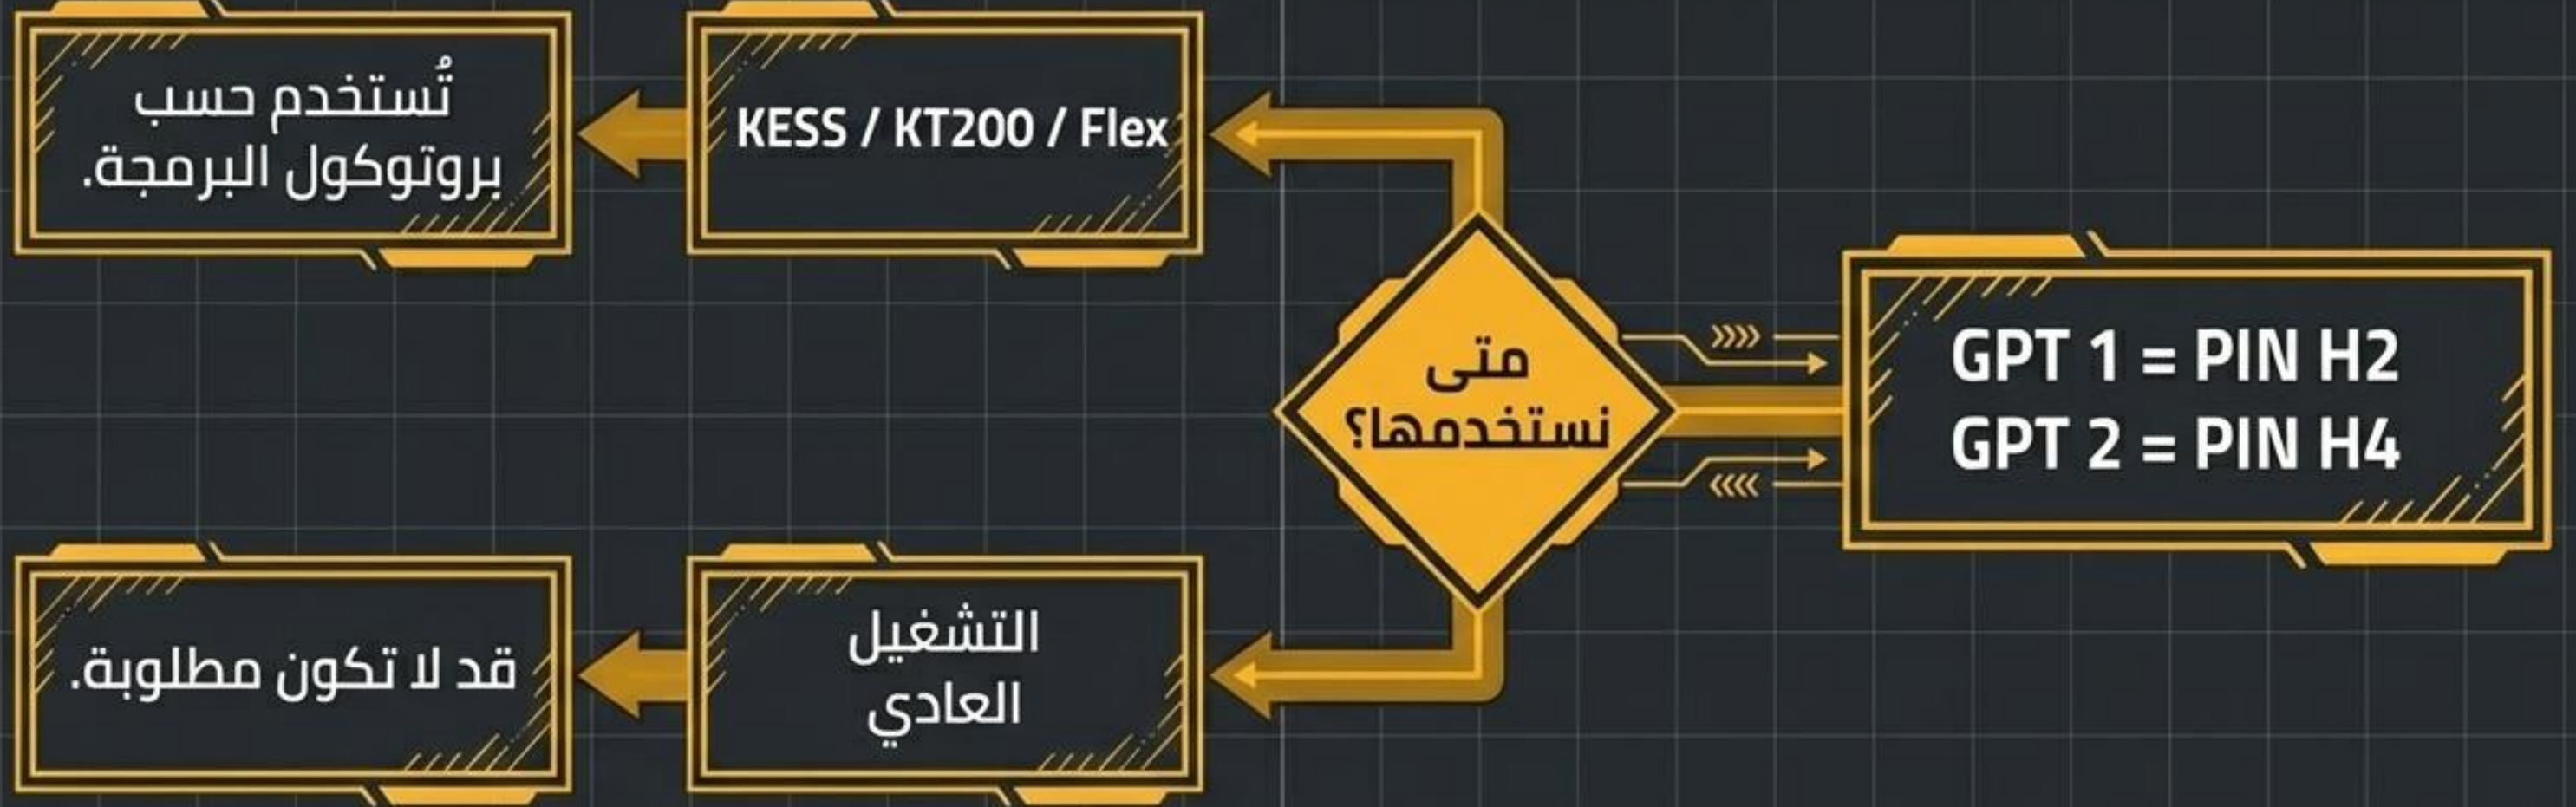 GPT 1 = PIN H2
GPT 2 = PIN H4
متى
نستخدمها؟
KESS / KT200 / Flex
تُستخدم حسب
بروتوكول البرمجة.
التشغيل
العادي
قد لا تكون مطلوبة.